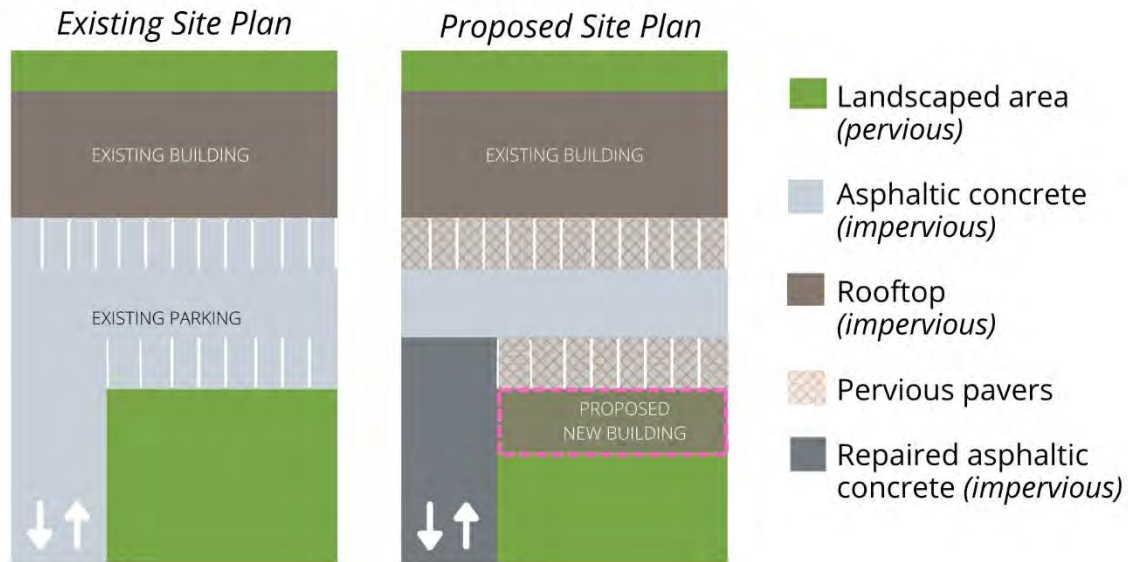 Existing Site Plan
EXISTING BUILDING
EXISTING PARKING
Proposed Site Plan
EXISTING BUILDING
PROPOSED
NEW BUILDING
Landscaped area
(pervious)
Asphaltic concrete
(impervious)
Rooftop
(impervious)
Pervious pavers
Repaired asphaltic
concrete (impervious)